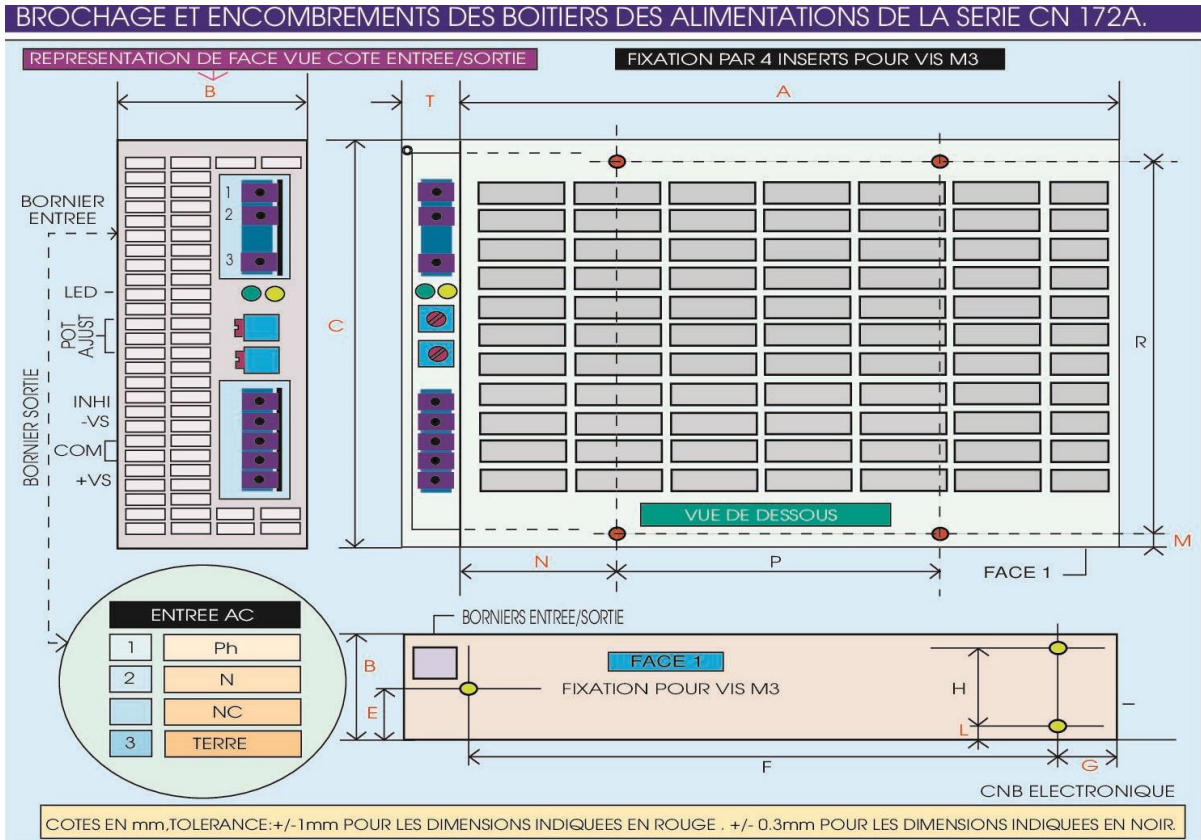 BROCHAGE ET ENCOMBREMENTS DES BOITIERS DES ALIMENTATIONS DE LA SERIE CN 172A.
REPRESENTATION DE FACE VUE COTE ENTREE/SORTIE
FIXATION PAR 4 INSERTS POUR VIS M3
B
T
A
BORNIER
ENTREE
1
2
3
LED
POT
AJUST
C
R
INHI
-VS
COM
+VS
BORNIER SORTIE
VUE DE DESSOUS
M
N
P
FACE 1
ENTREE AC
1 Ph
2 N
NC
3 TERRE
BORNIERS ENTREE/SORTIE
B
E
FACE 1
FIXATION POUR VIS M3
H
L
I
F
G
CNB ELECTRONIQUE
COTES EN mm,TOLERANCE:+/-1mm POUR LES DIMENSIONS INDIQUEES EN ROUGE . +/- 0.3mm POUR LES DIMENSIONS INDIQUEES EN NOIR.